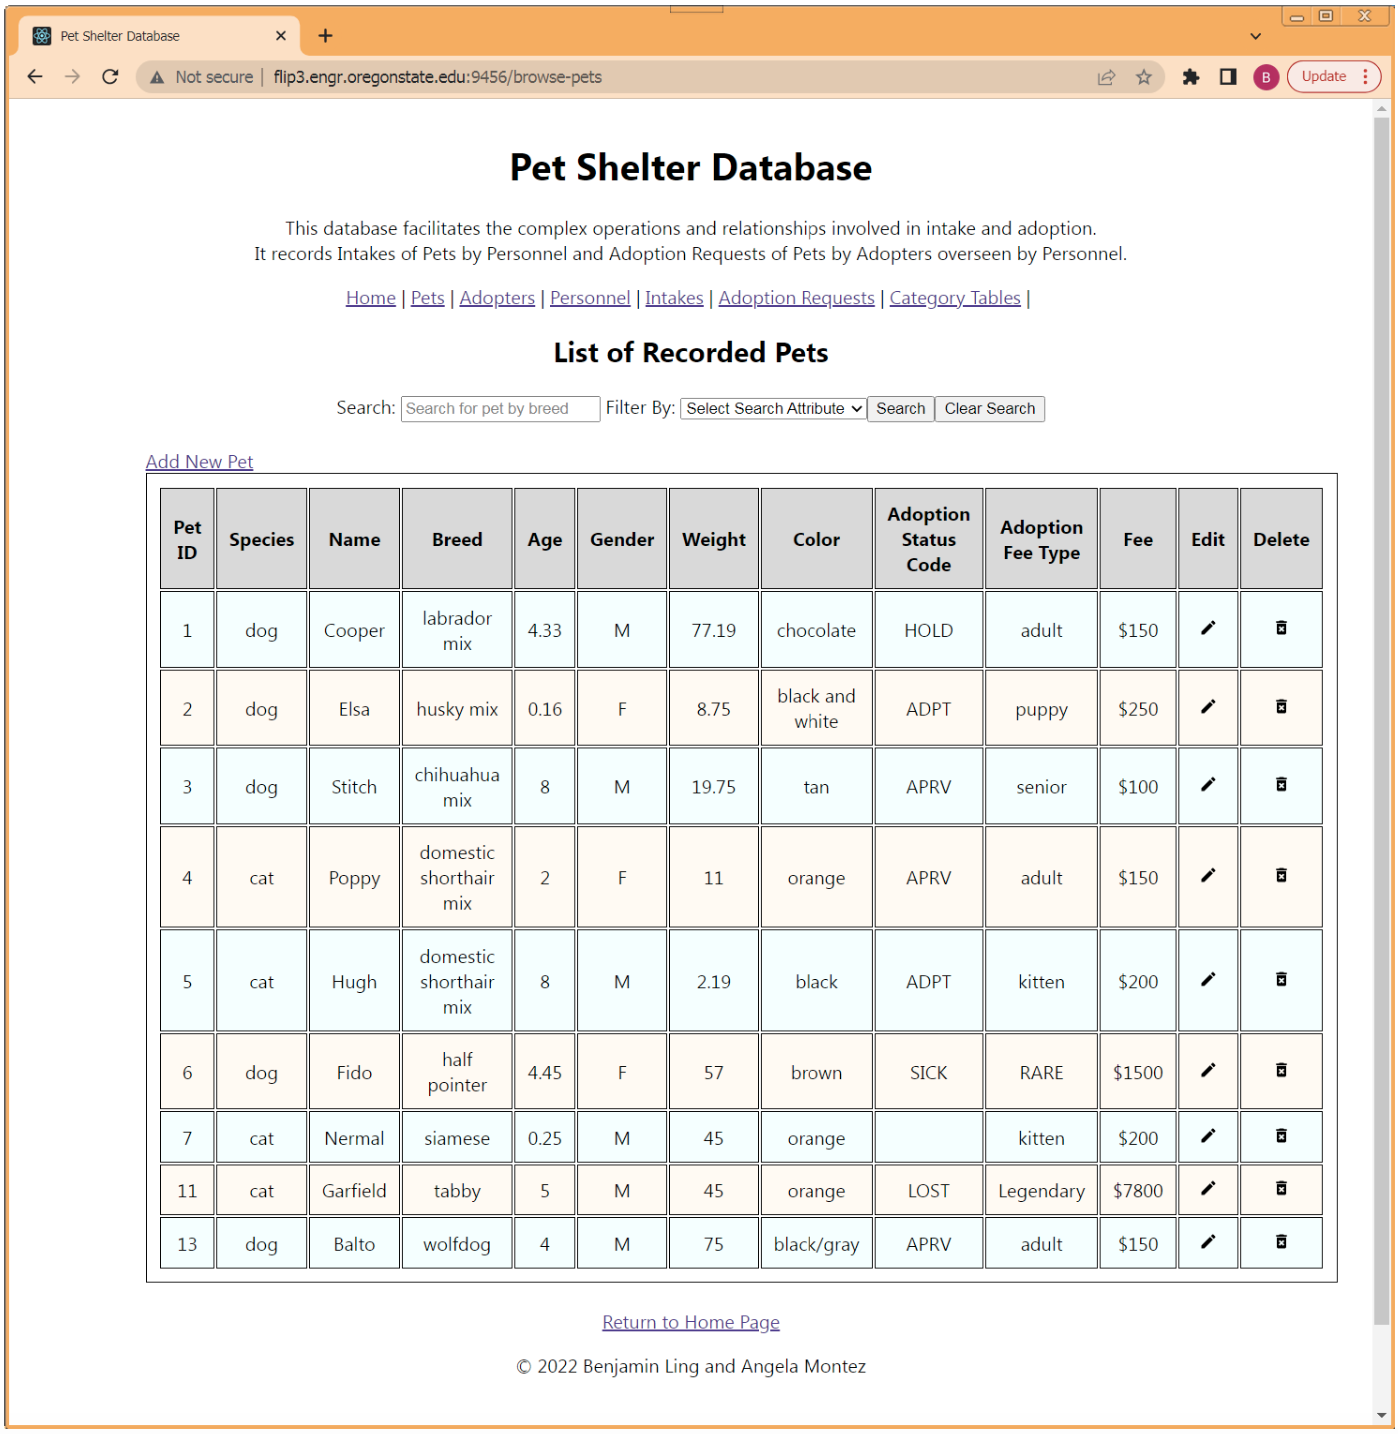 Pet Shelter Database
Not secure | flip3.engr.oregonstate.edu:9456/browse-pets B Update
Pet Shelter Database
This database facilitates the complex operations and relationships involved in intake and adoption.
It records Intakes of Pets by Personnel and Adoption Requests of Pets by Adopters overseen by Personnel.
Home | Pets | Adopters | Personnel | Intakes | Adoption Requests | Category Tables |
List of Recorded Pets
Search: Search for pet by breed Filter By: Select Search Attribute Search Clear Search
Add New Pet
Pet ID Species Name Breed Age Gender Weight Color Adoption Status Code Adoption Fee Type Fee Edit Delete
1 dog Cooper labrador mix 4.33 M 77.19 chocolate HOLD adult $150
2 dog Elsa husky mix 0.16 F 8.75 black and white ADPT puppy $250
3 dog Stitch chihuahua mix 8 M 19.75 tan APRV senior $100
4 cat Poppy domestic shorthair mix 2 F 11 orange APRV adult $150
5 cat Hugh domestic shorthair mix 8 M 2.19 black ADPT kitten $200
6 dog Fido half pointer 4.45 F 57 brown SICK RARE $1500
7 cat Nermal siamese 0.25 M 45 orange kitten $200
11 cat Garfield tabby 5 M 45 orange LOST Legendary $7800
13 dog Balto wolfdog 4 M 75 black/gray APRV adult $150
Return to Home Page
© 2022 Benjamin Ling and Angela Montez